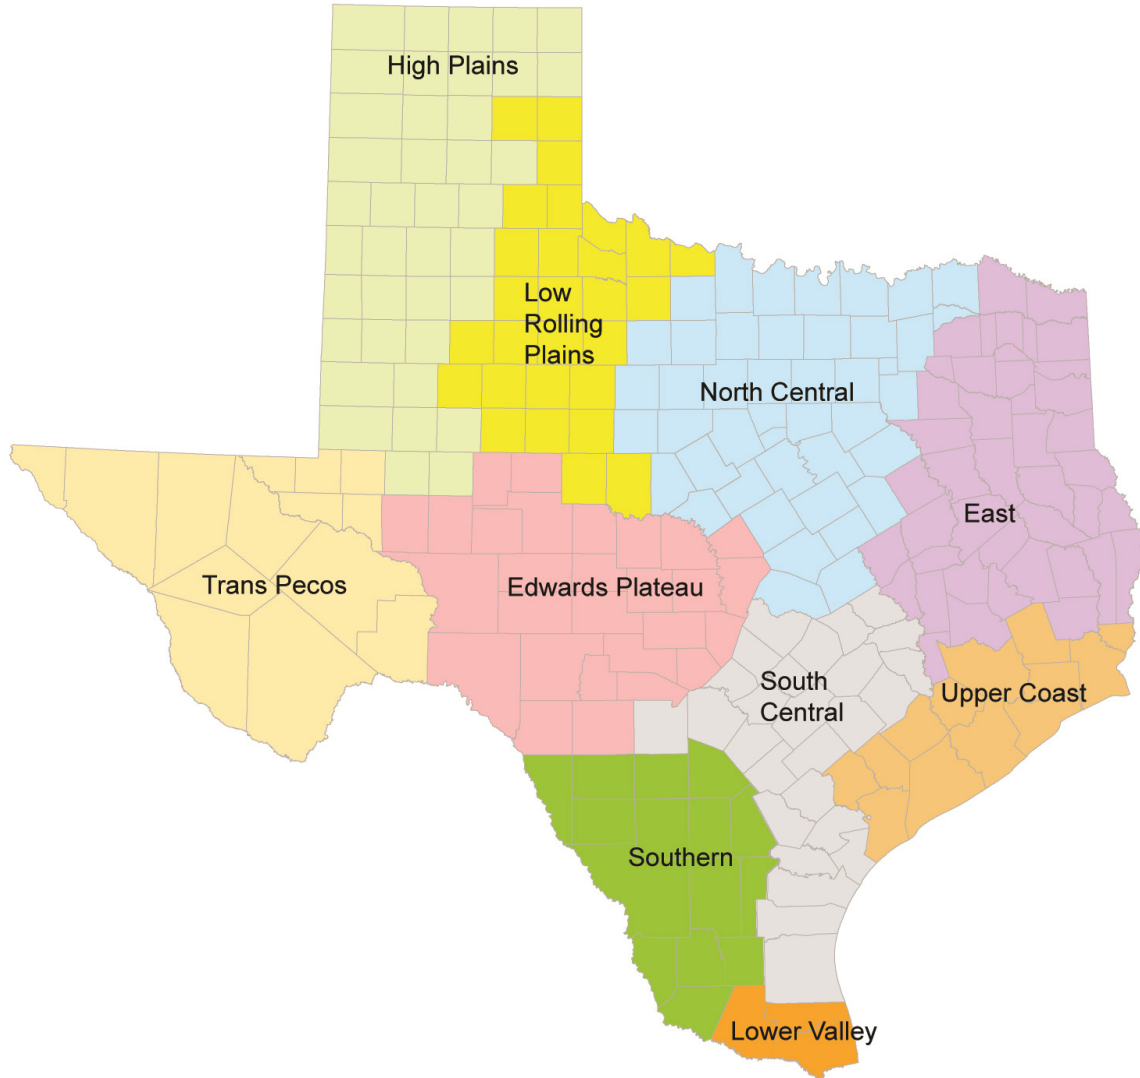 High Plains
Low
Rolling
Plains
North Central
East
Trans Pecos
Edwards Plateau
South
Central
Upper Coast
Southern
Lower Valley